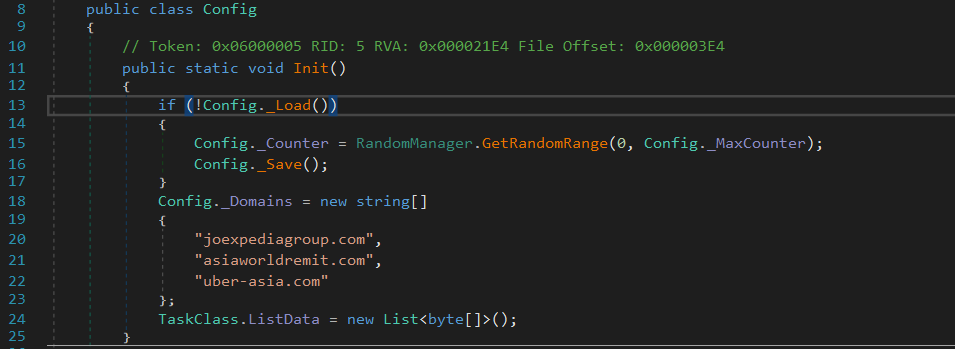 8 public class Config
9 {
10 // Token: 0x06000005 RID: 5 RVA: 0x000021E4 File Offset: 0x000003E4
11 public static void Init()
12 {
13 if (!Config._Load())
14 {
15 Config._Counter = RandomManager.GetRandomRange(0, Config._MaxCounter);
16 Config._Save();
17 }
18 Config._Domains = new string[]
19 {
20 "joexpediagroup.com",
21 "asiaworldremit.com",
22 "uber-asia.com"
23 };
24 TaskClass.ListData = new List<byte[]>();
25 }